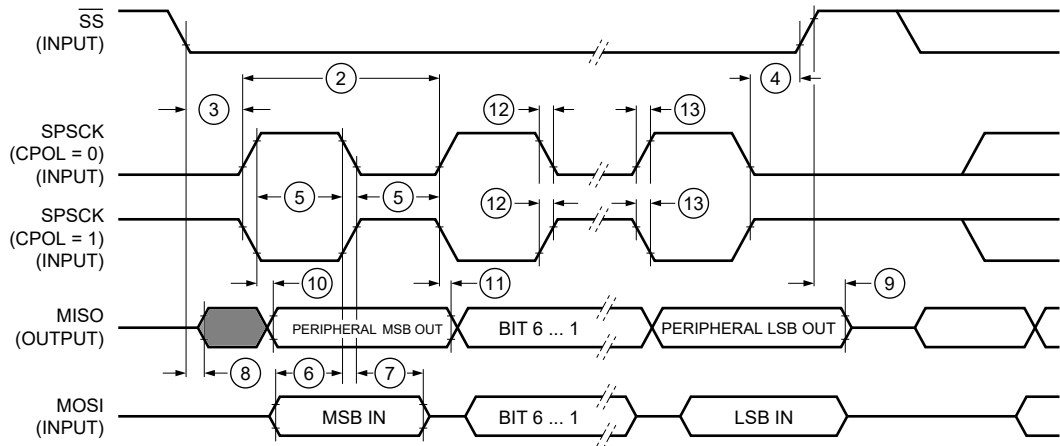 SS
(INPUT)
2
3
4
SPSCK
(CPOL = 0)
(INPUT)
12
13
5
5
SPSCK
(CPOL = 1)
(INPUT)
12
13
10
11
9
MISO
(OUTPUT)
PERIPHERAL MSB OUT
BIT 6 ... 1
PERIPHERAL LSB OUT
8
6
7
MOSI
(INPUT)
MSB IN
BIT 6 ... 1
LSB IN